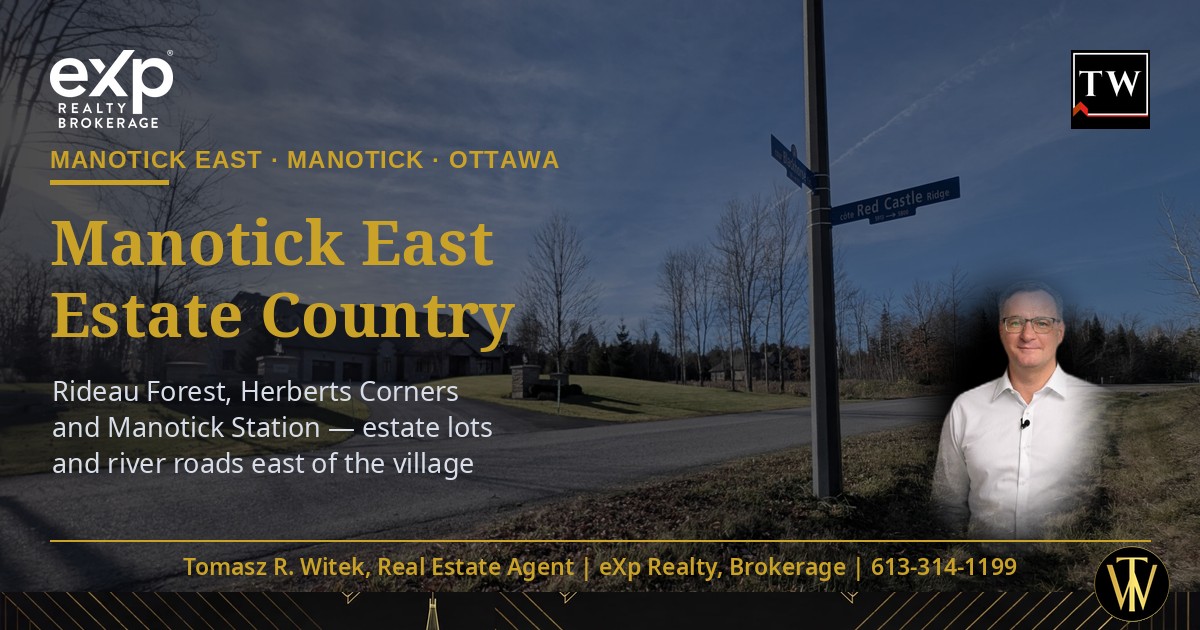 eXp®
REALTY
BROKERAGE
TW
MANOTICK EAST · MANOTICK · OTTAWA
Manotick East
Estate Country
côte Red Castle Ridge
Rideau Forest, Herberts Corners
and Manotick Station — estate lots
and river roads east of the village
Tomasz R. Witek, Real Estate Agent | eXp Realty, Brokerage | 613-314-1199
TW